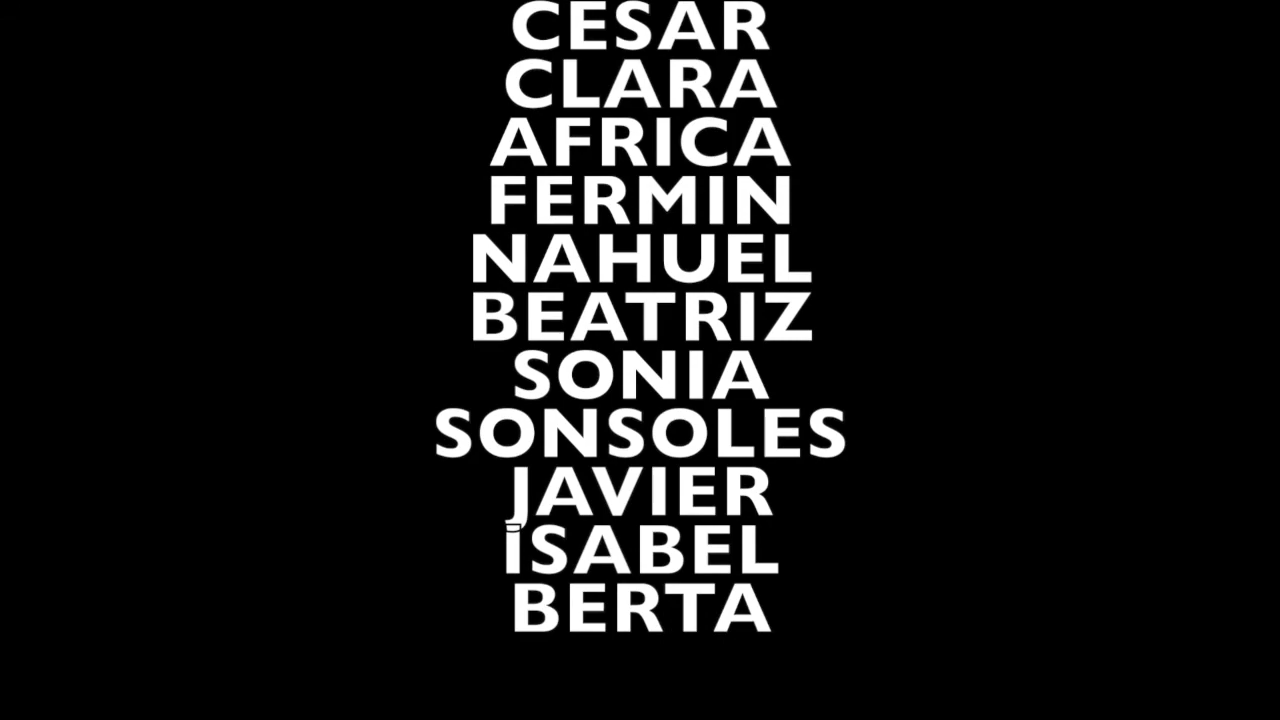 CESAR
CLARA
AFRICA
FERMIN
NAHUEL
BEATRIZ
SONIA
SONSOLES
JAVIER
ISABEL
BERTA